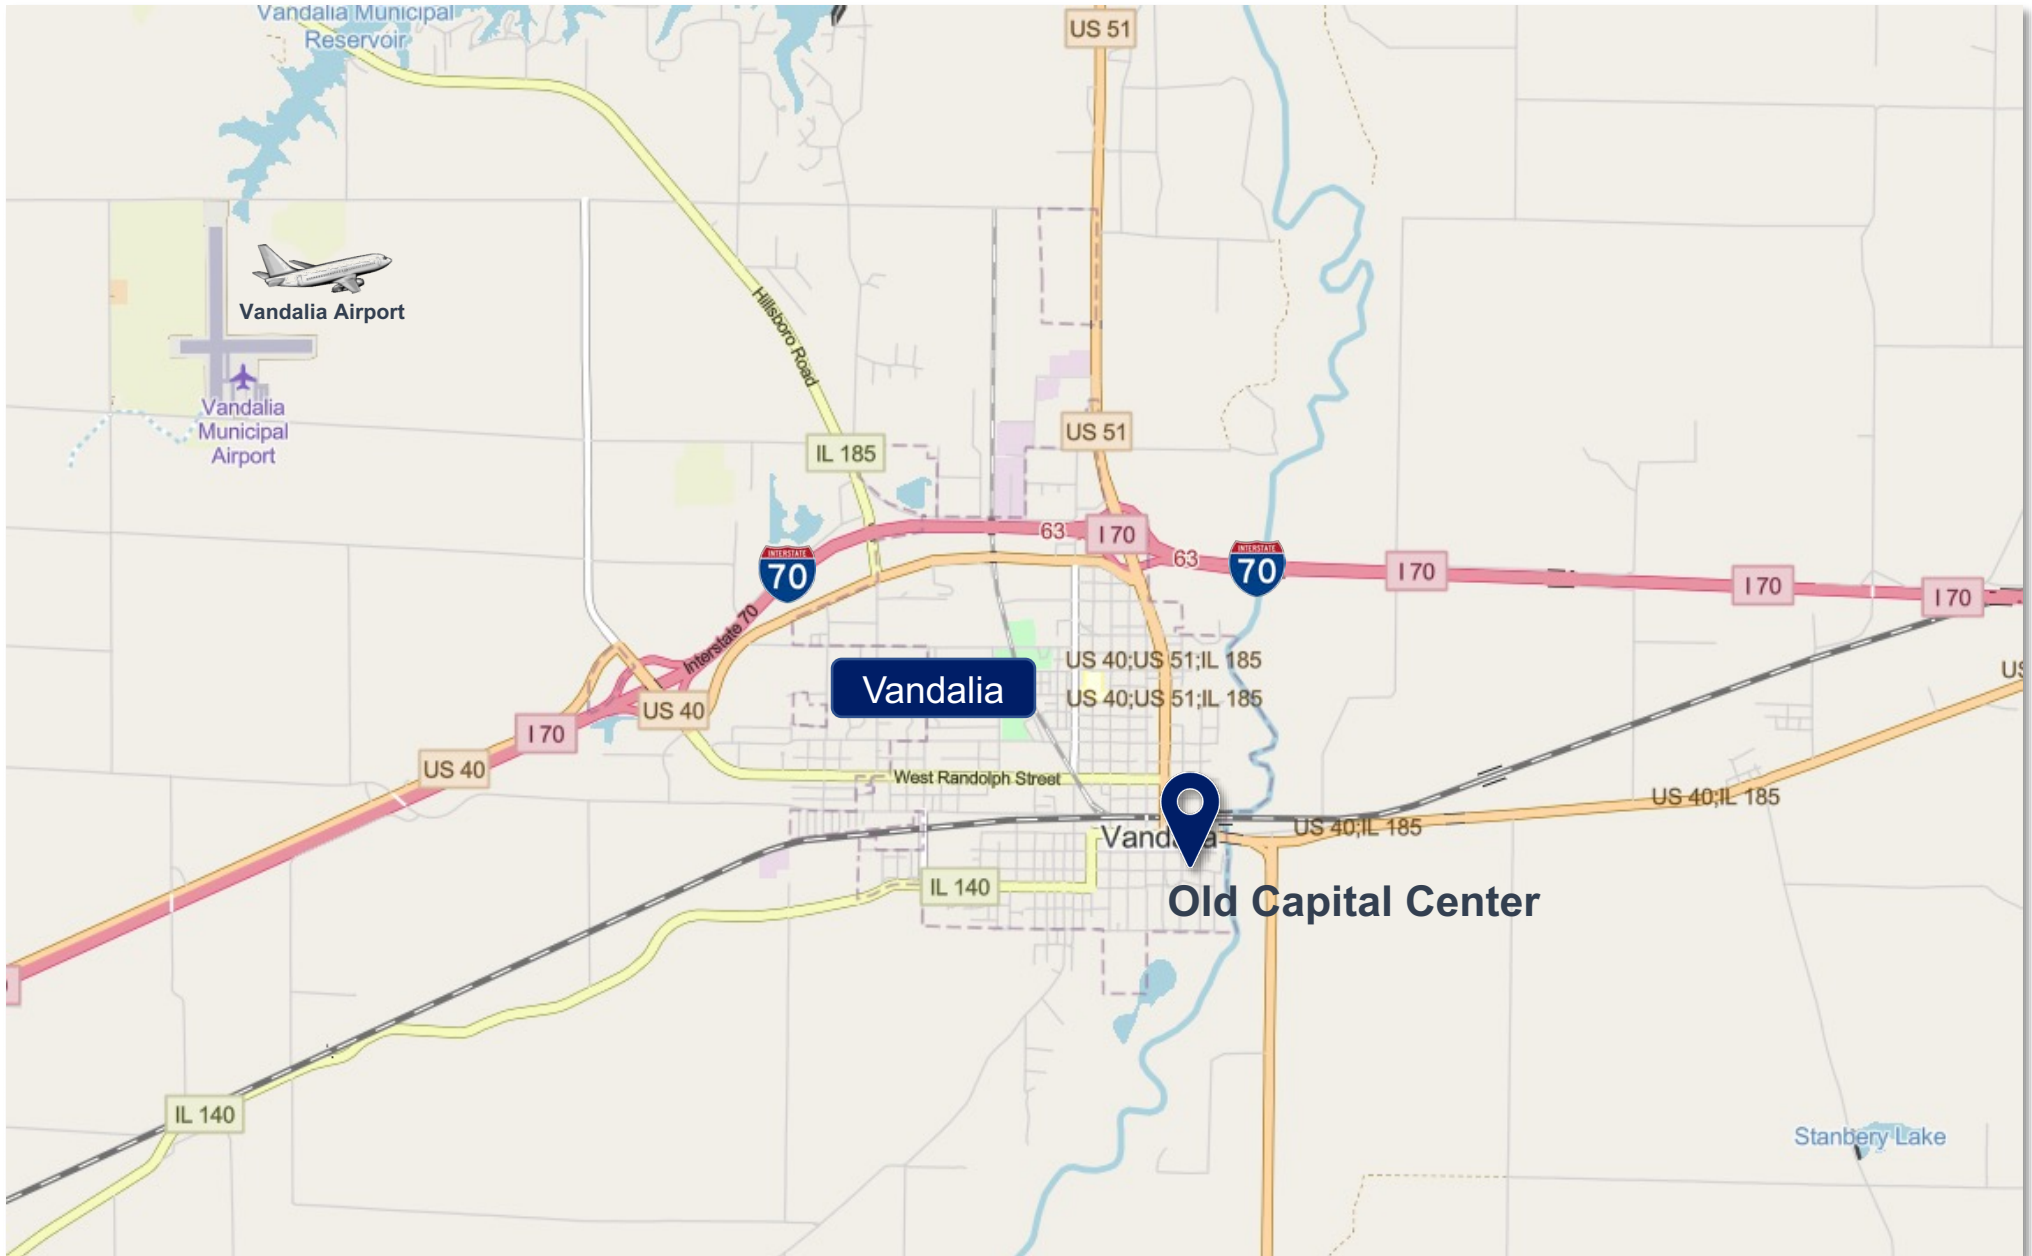 Vandalia Municipal
Reservoir
US 51
Vandalia Airport
Hillsboro Road
Vandalia
Municipal
Airport
US 51
IL 185
63
I 70
63
INTERSTATE
70
INTERSTATE
70
I 70
I 70
I 70
Interstate 70
US 40;US 51;IL 185
Vandalia
US 40;US 51;IL 185
US 40
I 70
US 40
West Randolph Street
US 40;IL 185
US 40;IL 185
IL 140
Old Capital Center
IL 140
Stanbery Lake